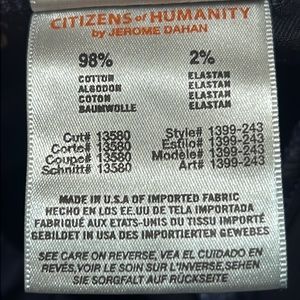 CITIZENS of HUMANITY
by JEROME DAHAN
98% 2%
COTTON ELASTAN
ALGODON ELASTAN
COTON ELASTAN
BAUMWOLLE ELASTAN
Cut# 13580 Style# 1399-243
Corte# 13580 Estilo# 1399-243
Coupe# 13580 Modele# 1399-243
Schnitt# 13580 Art# 1399-243
MADE IN U.S.A OF IMPORTED FABRIC
HECHO EN LOS EE.UU DE TELA IMPORTADA
FABRIQUÉ AUX ETATS-UNIS DU TISSU IMPORTÉ
GEBILDET IN USA DES IMPORTIERTEN GEWEBES
SEE CARE ON REVERSE, VEA EL CUIDADO EN
REVÉS,VOIR LE SOIN SUR L'INVERSE,SEHEN
SIE SORGFALT AUF RÜCKSEITE